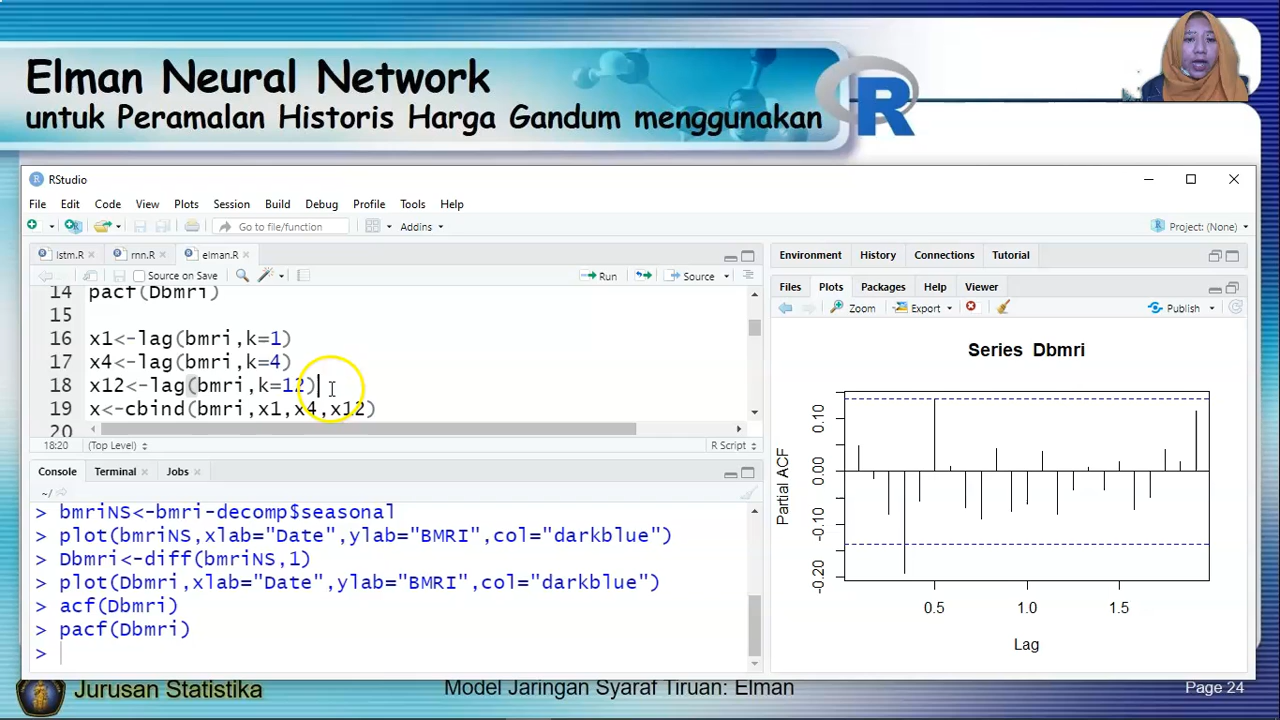 Elman Neural Network
untuk Peramalan Historis Harga Gandum menggunakan
R
RStudio
File Edit Code View Plots Session Build Debug Profile Tools Help
Go to file/function
Addins
Project: (None)
lstm.R
rnn.R
elman.R
Source on Save
Run
Source
14 pacf(Dbmri)
15
16 x1<-lag(bmri,k=1)
17 x4<-lag(bmri,k=4)
18 x12<-lag(bmri,k=12)
19 x<-cbind(bmri,x1,x4,x12)
20
18:20 (Top Level) R Script
Console Terminal Jobs
~/
> bmriNS<-bmri-decomp$seasonal
> plot(bmriNS,xlab="Date",ylab="BMRI",col="darkblue")
> Dbmri<-diff(bmriNS,1)
> plot(Dbmri,xlab="Date",ylab="BMRI",col="darkblue")
> acf(Dbmri)
> pacf(Dbmri)
>
Environment History Connections Tutorial
Files Plots Packages Help Viewer
Zoom Export Publish
Series Dbmri
Partial ACF
0.10
0.00
-0.10
-0.20
0.5 1.0 1.5
Lag
Jurusan Statistika
Model Jaringan Syaraf Tiruan: Elman
Page 24